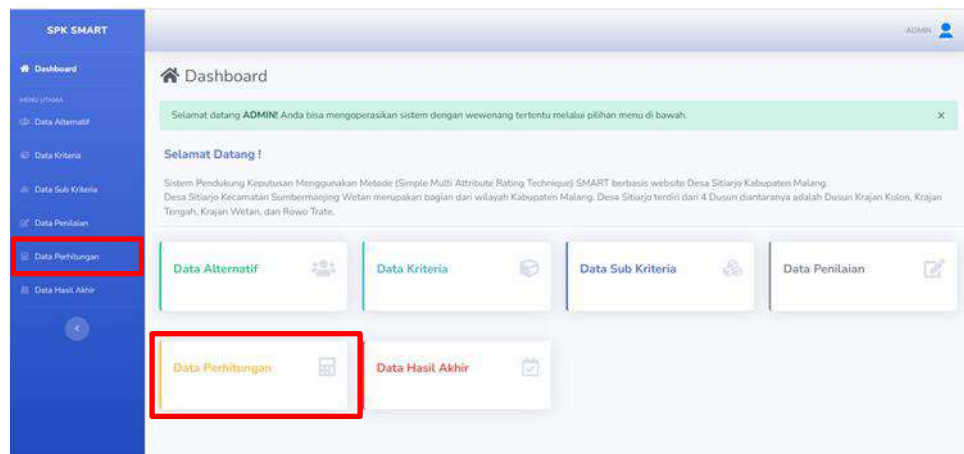 SPK SMART
ADMIN
Dashboard
Dashboard
MENU UTAMA
Selamat datang ADMIN! Anda bisa mengoperasikan sistem dengan wewenang tertentu melalui pilihan menu di bawah.
×
Data Alternatif
Data Kriteria
Selamat Datang !
Data Sub Kriteria
Sistem Pendukung Keputusan Menggunakan Metode (Simple Multi Attribute Rating Technique) SMART berbasis website Desa Sitiarjo Kabupaten Malang.
Desa Sitiarjo Kecamatan Sumbermanjing Wetan merupakan bagian dari wilayah Kabupaten Malang. Desa Sitiarjo terdiri dari 4 Dusun diantaranya adalah Dusun Krajan Kulon, Krajan
Tengah, Krajan Wetan, dan Rowo Trate.
Data Penilaian
Data Perhitungan
Data Hasil Akhir
Data Alternatif
Data Kriteria
Data Sub Kriteria
Data Penilaian
Data Perhitungan
Data Hasil Akhir